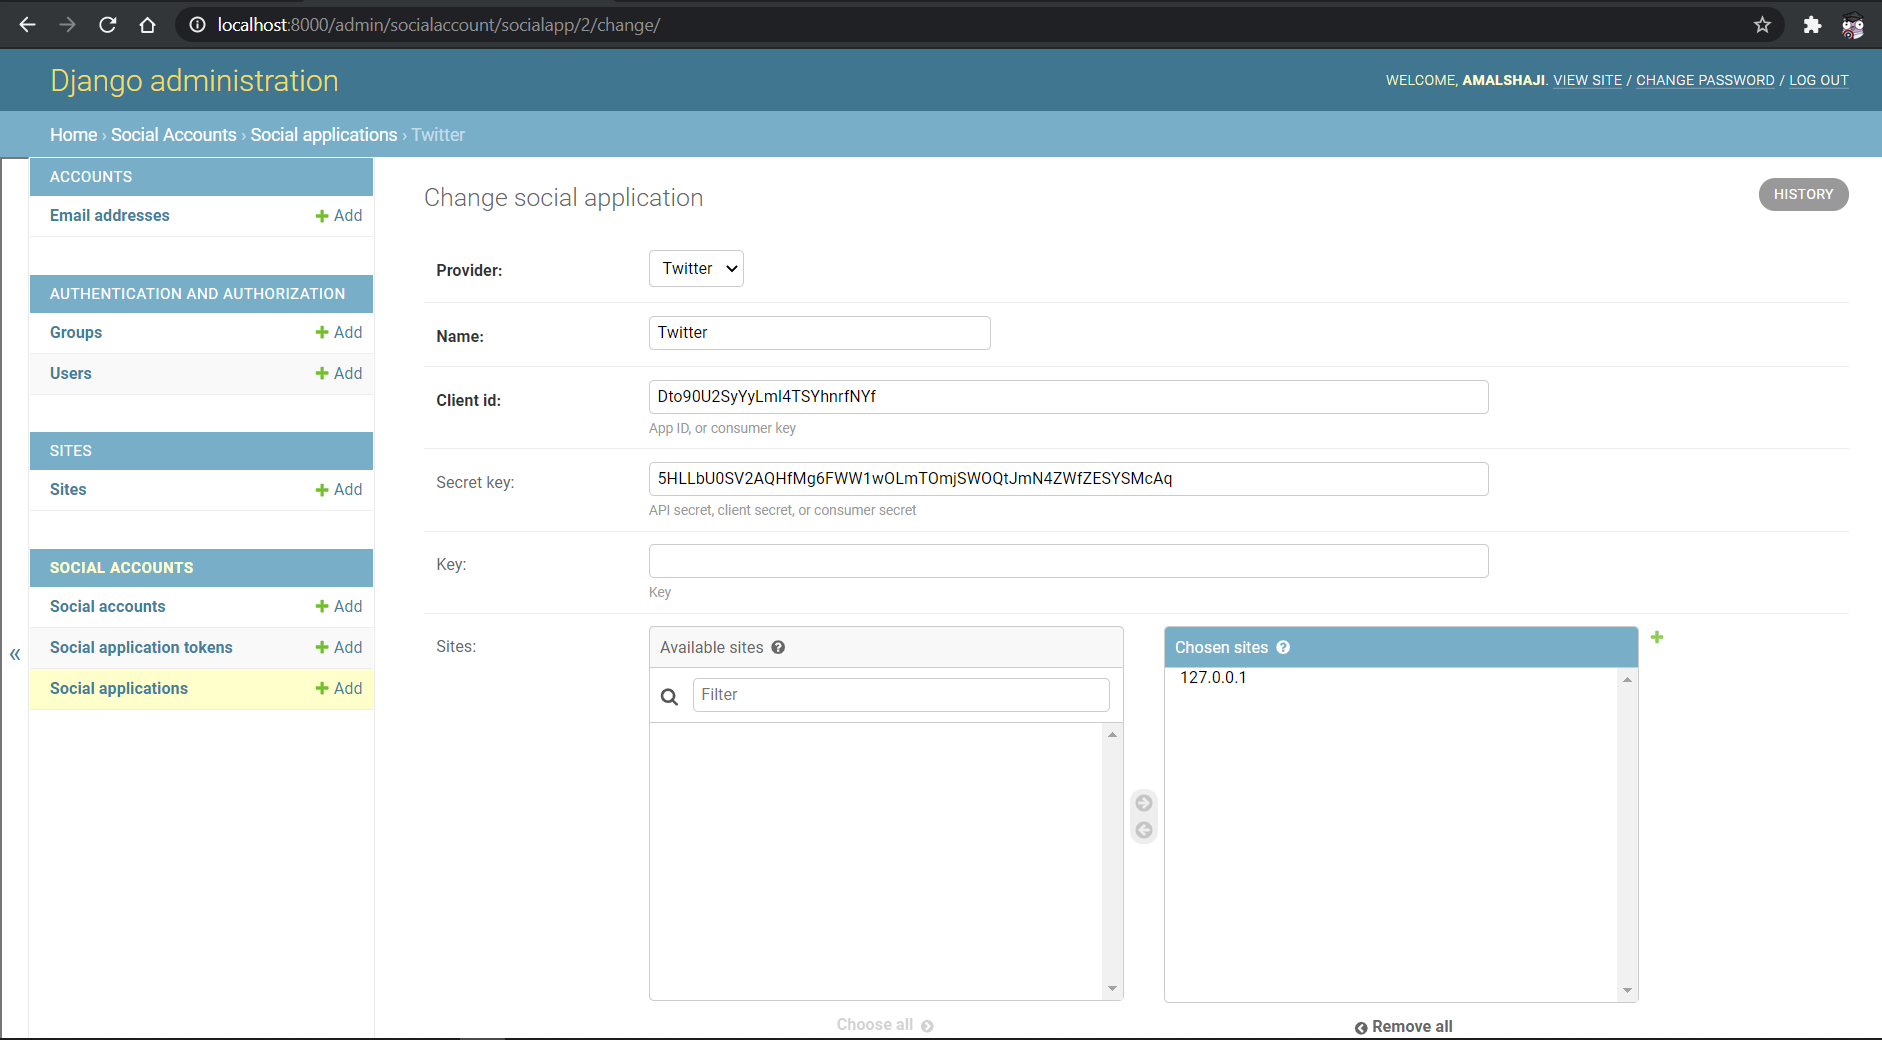 localhost:8000/admin/socialaccount/socialapp/2/change/
Django administration
WELCOME, AMALSHAJI. VIEW SITE / CHANGE PASSWORD / LOG OUT
Home › Social Accounts › Social applications › Twitter
ACCOUNTS
Email addresses Add
AUTHENTICATION AND AUTHORIZATION
Groups Add
Users Add
SITES
Sites Add
SOCIAL ACCOUNTS
Social accounts Add
Social application tokens Add
Social applications Add
«
Change social application
HISTORY
Provider: Twitter
Name: Twitter
Client id: Dto90U2SyYyLmI4TSYhnrfNYf
App ID, or consumer key
Secret key: 5HLLbU0SV2AQHfMg6FWW1wOLmTOmjSWOQtJmN4ZWfZESYSMcAq
API secret, client secret, or consumer secret
Key:
Key
Sites:
Available sites
Filter
Choose all
Chosen sites
127.0.0.1
Remove all